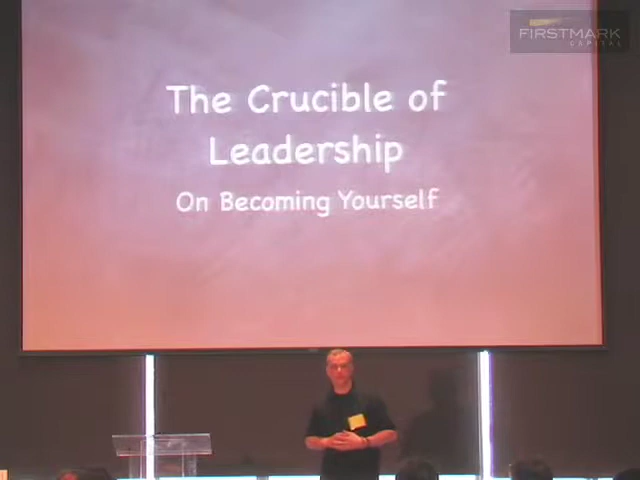 FIRSTMARK
CAPITAL
The Crucible of
Leadership
On Becoming Yourself